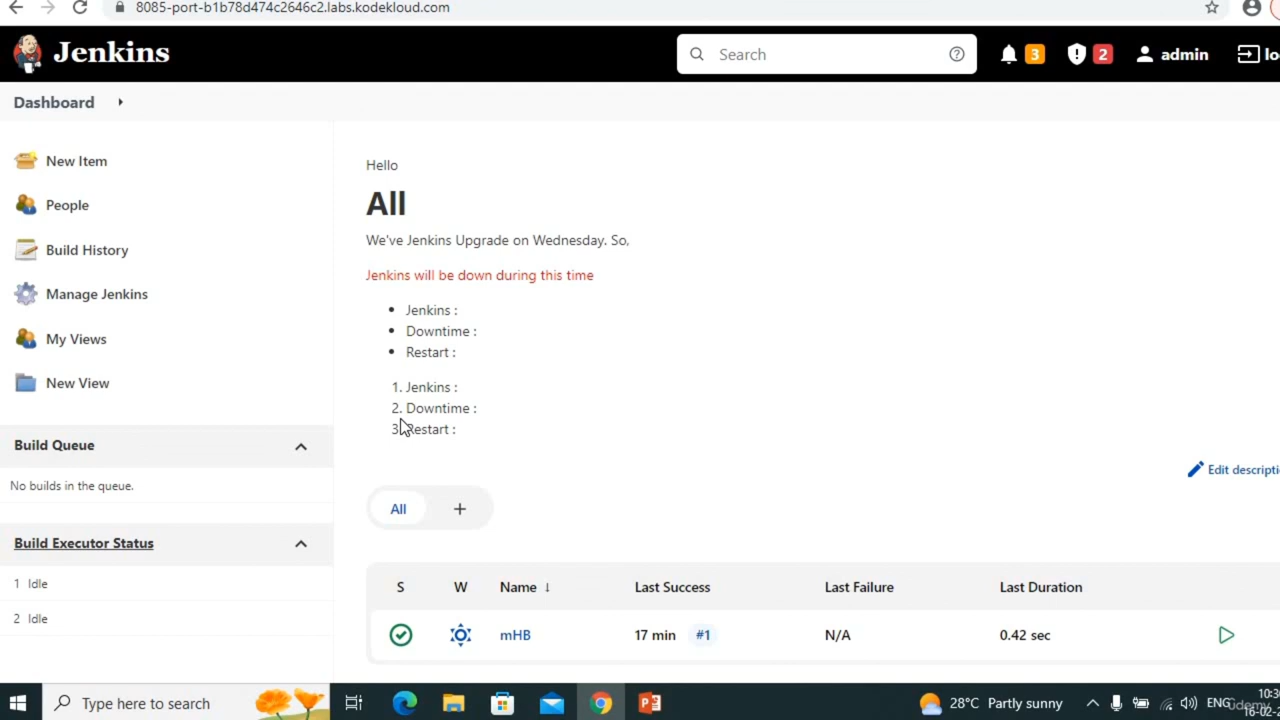 8085-port-b1b78d474c2646c2.labs.kodekloud.com
Jenkins
Search
3
2
admin
lo
Dashboard
New Item
People
Build History
Manage Jenkins
My Views
New View
Build Queue
No builds in the queue.
Build Executor Status
1 Idle
2 Idle
Hello
All
We've Jenkins Upgrade on Wednesday. So,
Jenkins will be down during this time
• Jenkins :
• Downtime :
• Restart :
1. Jenkins :
2. Downtime :
3. Restart :
Edit descripti
All +
S W Name ↓ Last Success Last Failure Last Duration
mHB 17 min #1 N/A 0.42 sec
Type here to search
28°C Partly sunny
ENG
10:3
16-02-2
Udemy